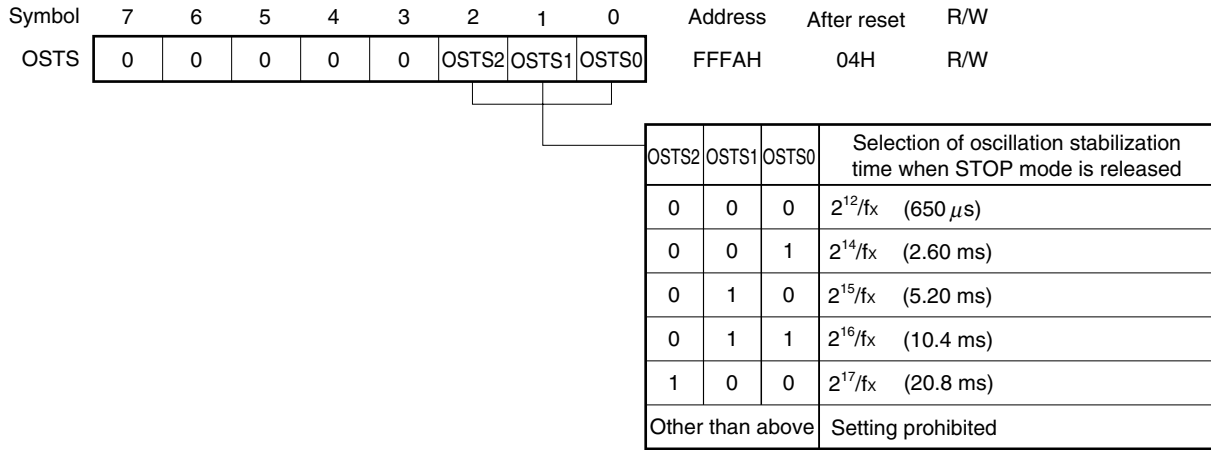 Symbol 7 6 5 4 3 2 1 0 Address After reset R/W
OSTS 0 0 0 0 0 OSTS2 OSTS1 OSTS0 FFFAH 04H R/W
OSTS2 OSTS1 OSTS0 Selection of oscillation stabilization
time when STOP mode is released
0 0 0 2¹²/fx (650 μs)
0 0 1 2¹⁴/fx (2.60 ms)
0 1 0 2¹⁵/fx (5.20 ms)
0 1 1 2¹⁶/fx (10.4 ms)
1 0 0 2¹⁷/fx (20.8 ms)
Other than above Setting prohibited